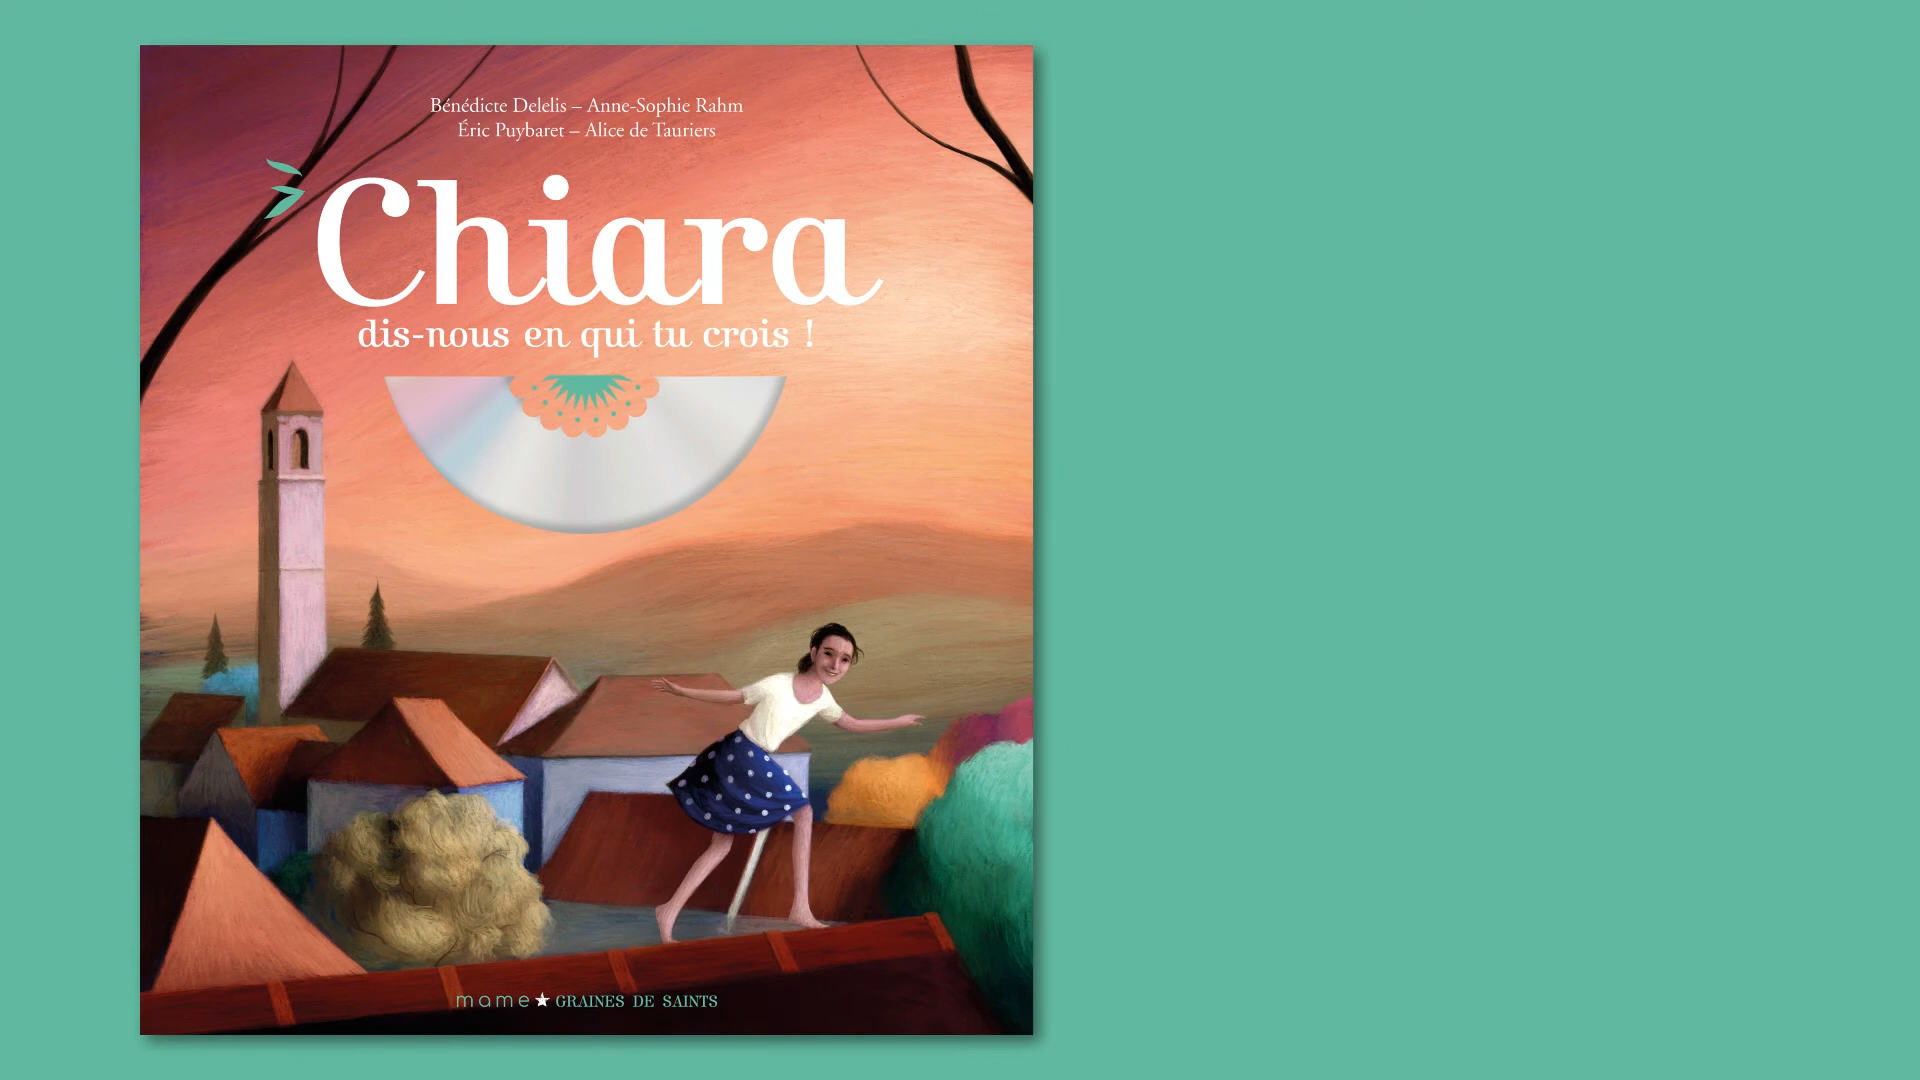 Bénédicte Delelis – Anne-Sophie Rahm
Éric Puybaret – Alice de Tauriers
Chiara
dis-nous en qui tu crois !
mame ★ GRAINES DE SAINTS